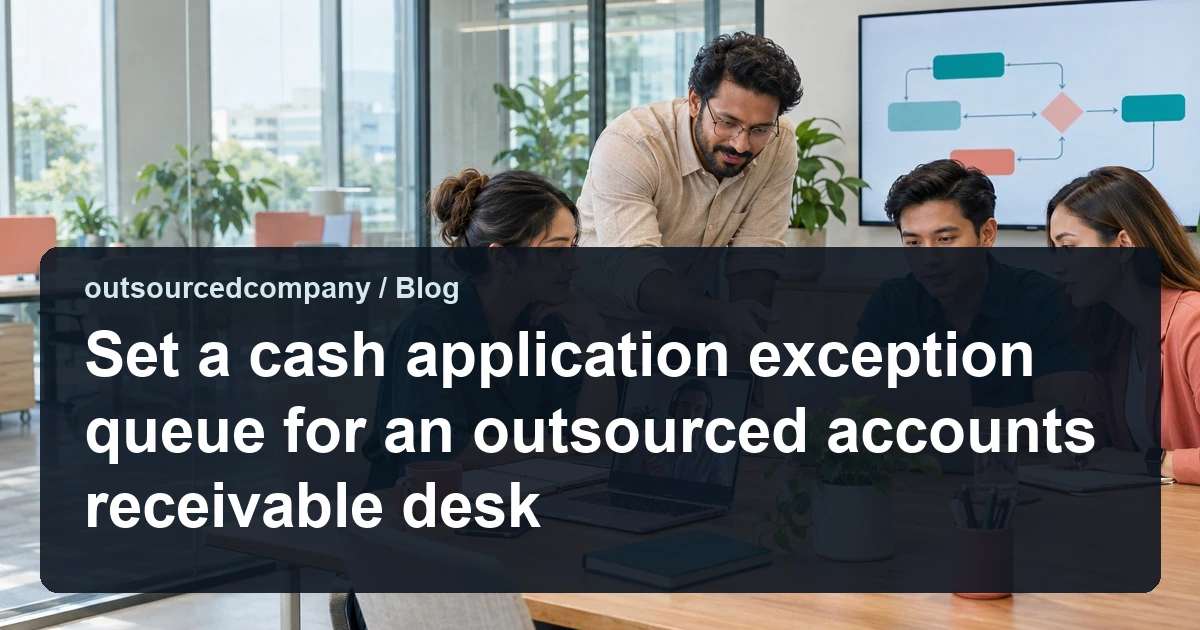 outsourcedcompany / Blog
Set a cash application exception
queue for an outsourced accounts
receivable desk